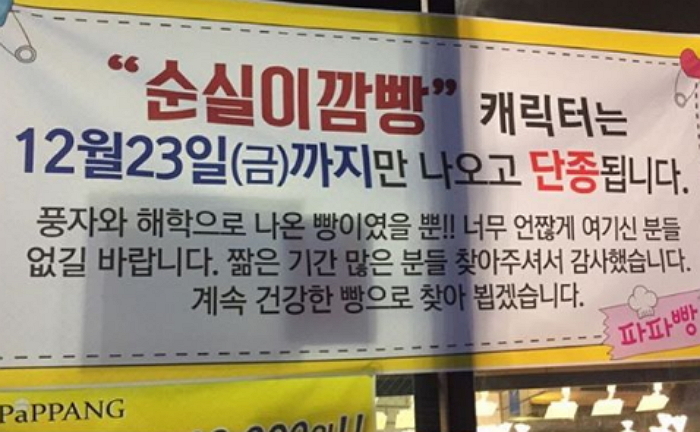 “순실이깜빵” 캐릭터는
12월23일(금)까지만 나오고 단종됩니다.
풍자와 해학으로 나온 빵이였을 뿐!! 너무 언짢게 여기신 분들
없길 바랍니다. 짧은 기간 많은 분들 찾아주셔서 감사했습니다.
계속 건강한 빵으로 찾아 뵙겠습니다.
파파빵
PaPPANG